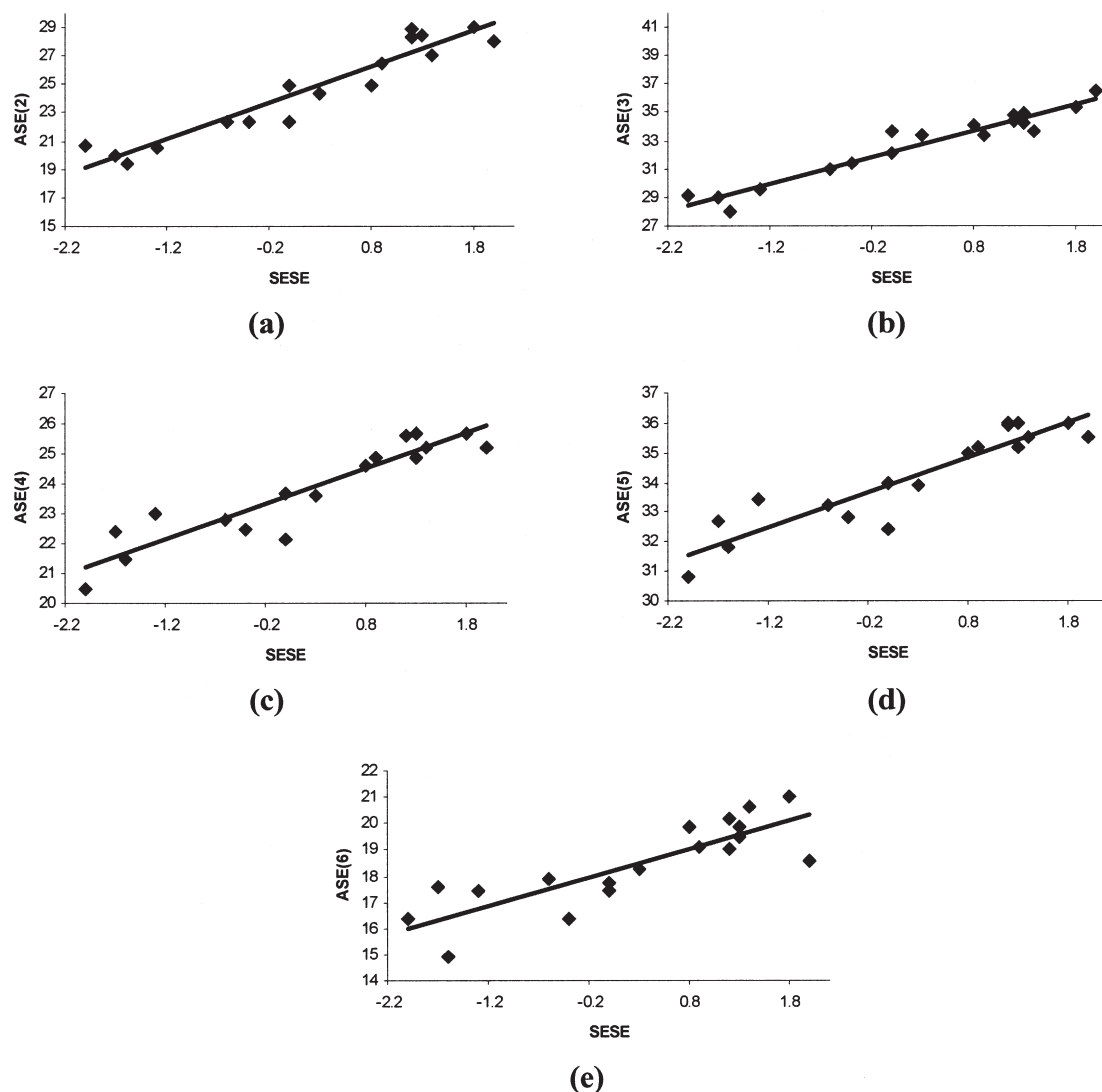 29
27
25
23
21
19
17
15
ASE(2)
-2.2 -1.2 -0.2 0.8 1.8
SESE
(a)
41
39
37
35
33
31
29
27
ASE(3)
-2.2 -1.2 -0.2 0.8 1.8
SESE
(b)
27
26
25
24
23
22
21
20
ASE(4)
-2.2 -1.2 -0.2 0.8 1.8
SESE
(c)
37
36
35
34
33
32
31
30
ASE(5)
-2.2 -1.2 -0.2 0.8 1.8
SESE
(d)
22
21
20
19
18
17
16
15
14
ASE(6)
-2.2 -1.2 -0.2 0.8 1.8
SESE
(e)